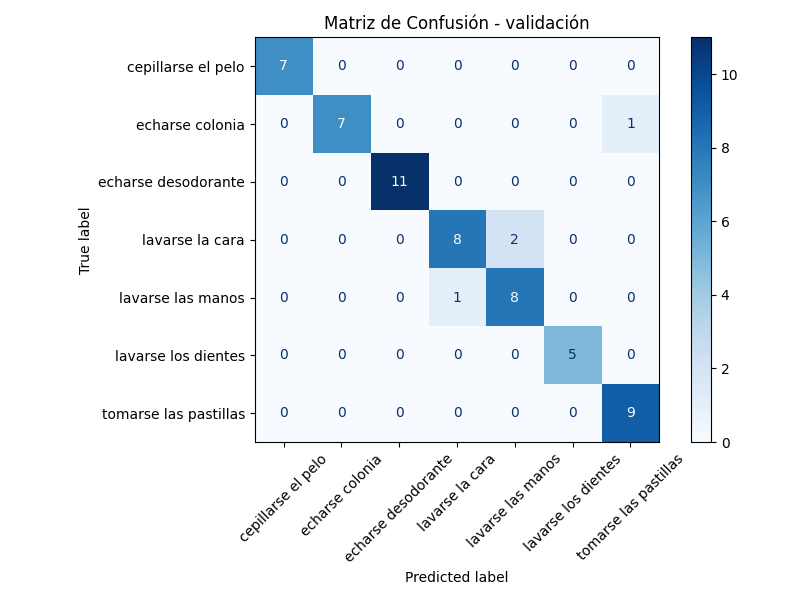 Matriz de Confusión - validación
True label
cepillarse el pelo 7 0 0 0 0 0 0
echarse colonia 0 7 0 0 0 0 1
echarse desodorante 0 0 11 0 0 0 0
lavarse la cara 0 0 0 8 2 0 0
lavarse las manos 0 0 0 1 8 0 0
lavarse los dientes 0 0 0 0 0 5 0
tomarse las pastillas 0 0 0 0 0 0 9
cepillarse el pelo
echarse colonia
echarse desodorante
lavarse la cara
lavarse las manos
lavarse los dientes
tomarse las pastillas
Predicted label
10
8
6
4
2
0